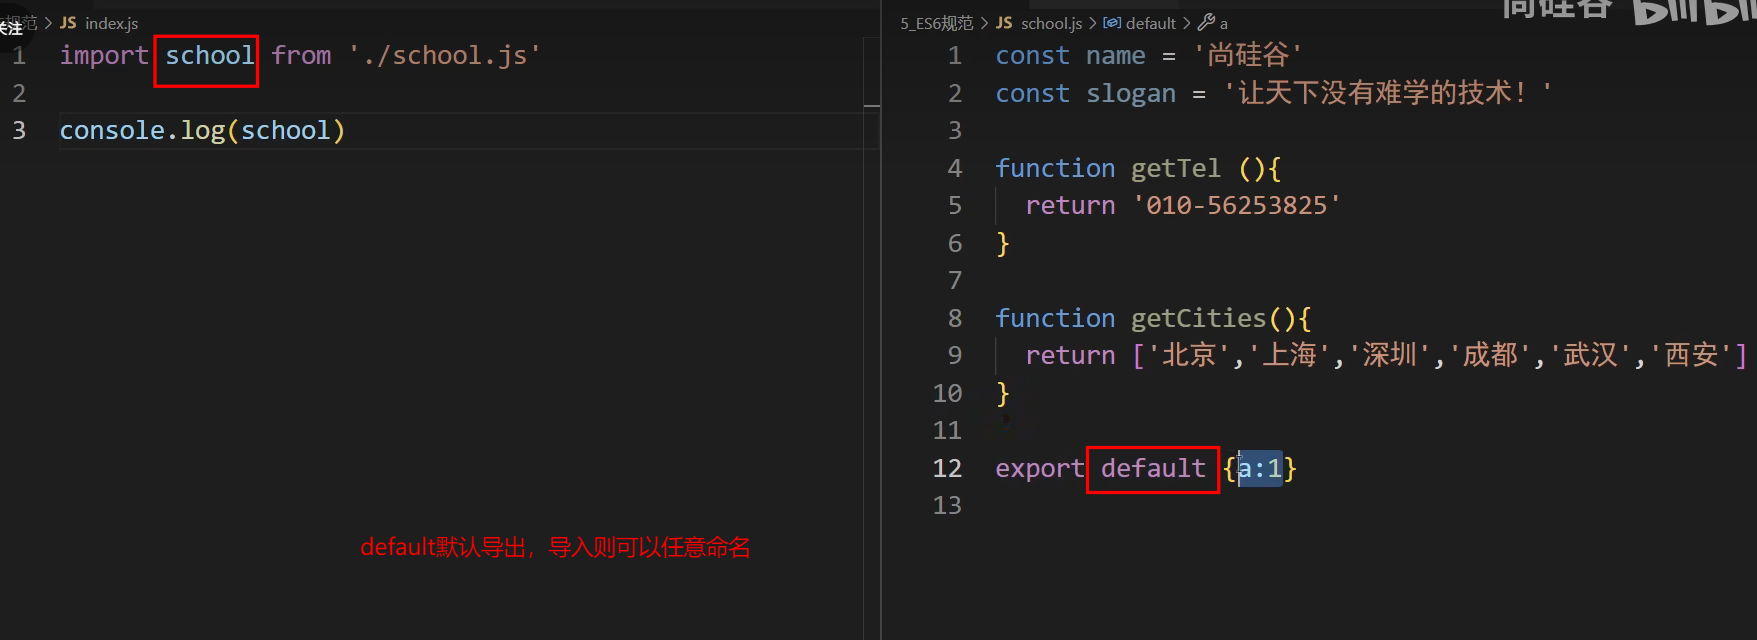 关注
规范 > JS index.js
1 import school from './school.js'
2
3 console.log(school)
default默认导出，导入则可以任意命名
尚硅谷 bilibili
5_ES6规范 > JS school.js > default > a
1 const name = '尚硅谷'
2 const slogan = '让天下没有难学的技术！'
3
4 function getTel (){
5 return '010-56253825'
6 }
7
8 function getCities(){
9 return ['北京','上海','深圳','成都','武汉','西安']
10 }
11
12 export default {a:1}
13